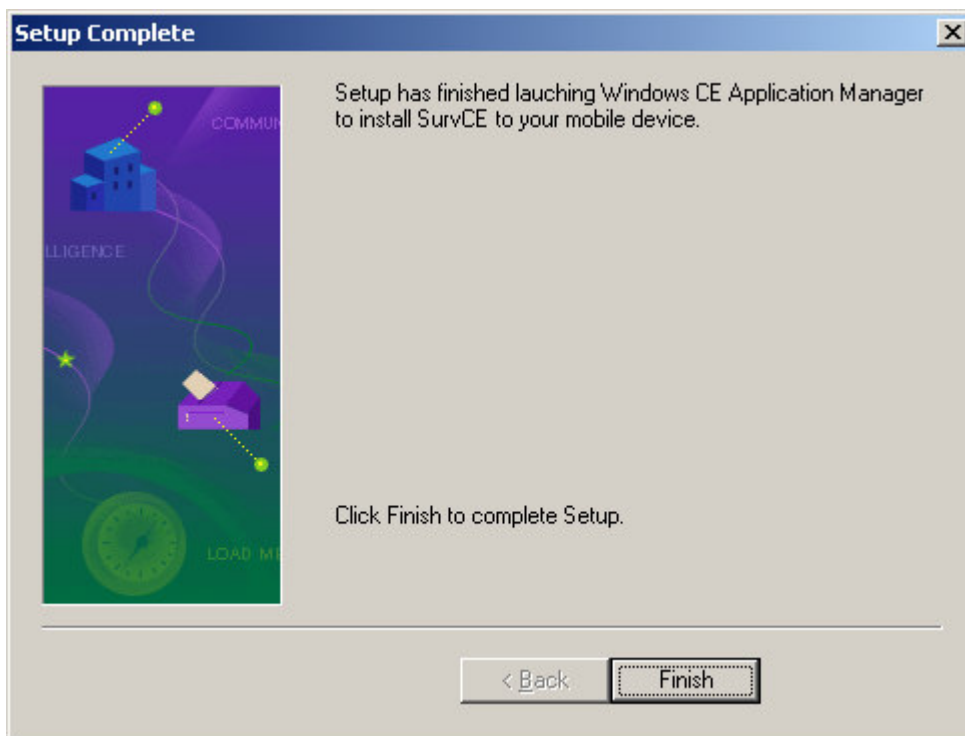 Setup Complete
Setup has finished lauching Windows CE Application Manager
to install SurvCE to your mobile device.
COMMUN
LLIGENCE
LOAD ME
Click Finish to complete Setup.
< Back
Finish